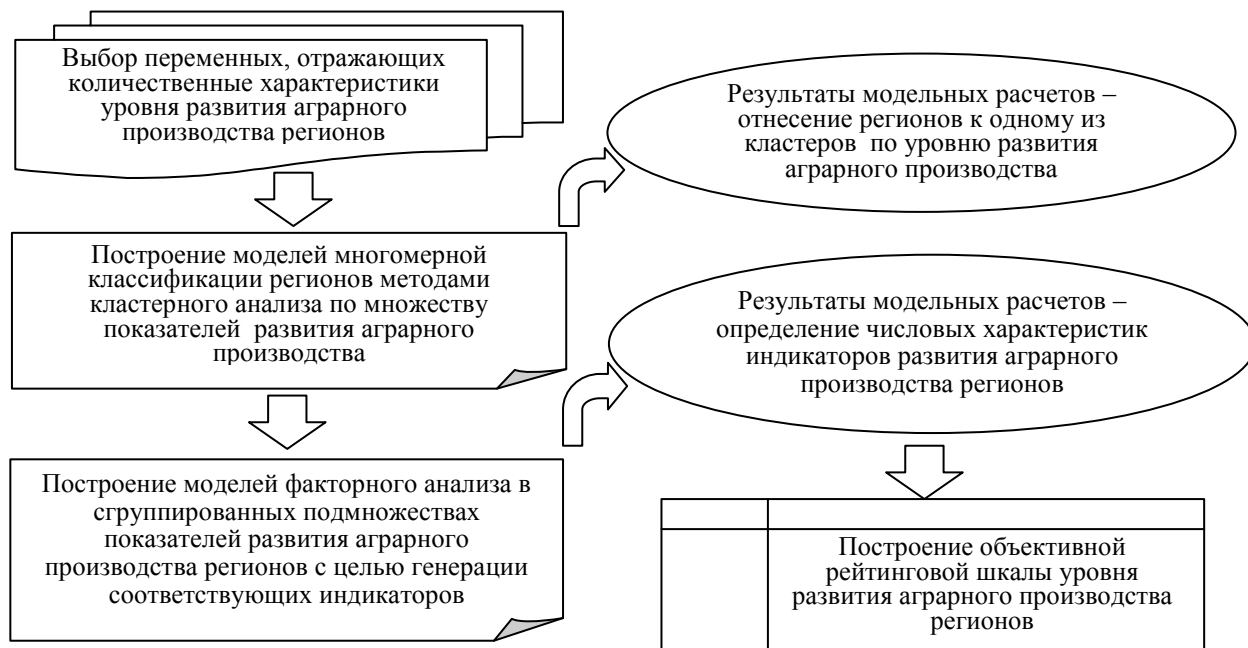 Выбор переменных, отражающих
количественные характеристики
уровня развития аграрного
производства регионов
Результаты модельных расчетов –
отнесение регионов к одному из
кластеров по уровню развития
аграрного производства
Построение моделей многомерной
классификации регионов методами
кластерного анализа по множеству
показателей развития аграрного
производства
Результаты модельных расчетов –
определение числовых характеристик
индикаторов развития аграрного
производства регионов
Построение моделей факторного анализа в
сгруппированных подмножествах
показателей развития аграрного
производства регионов с целью генерации
соответствующих индикаторов
Построение объективной
рейтинговой шкалы уровня
развития аграрного производства
регионов